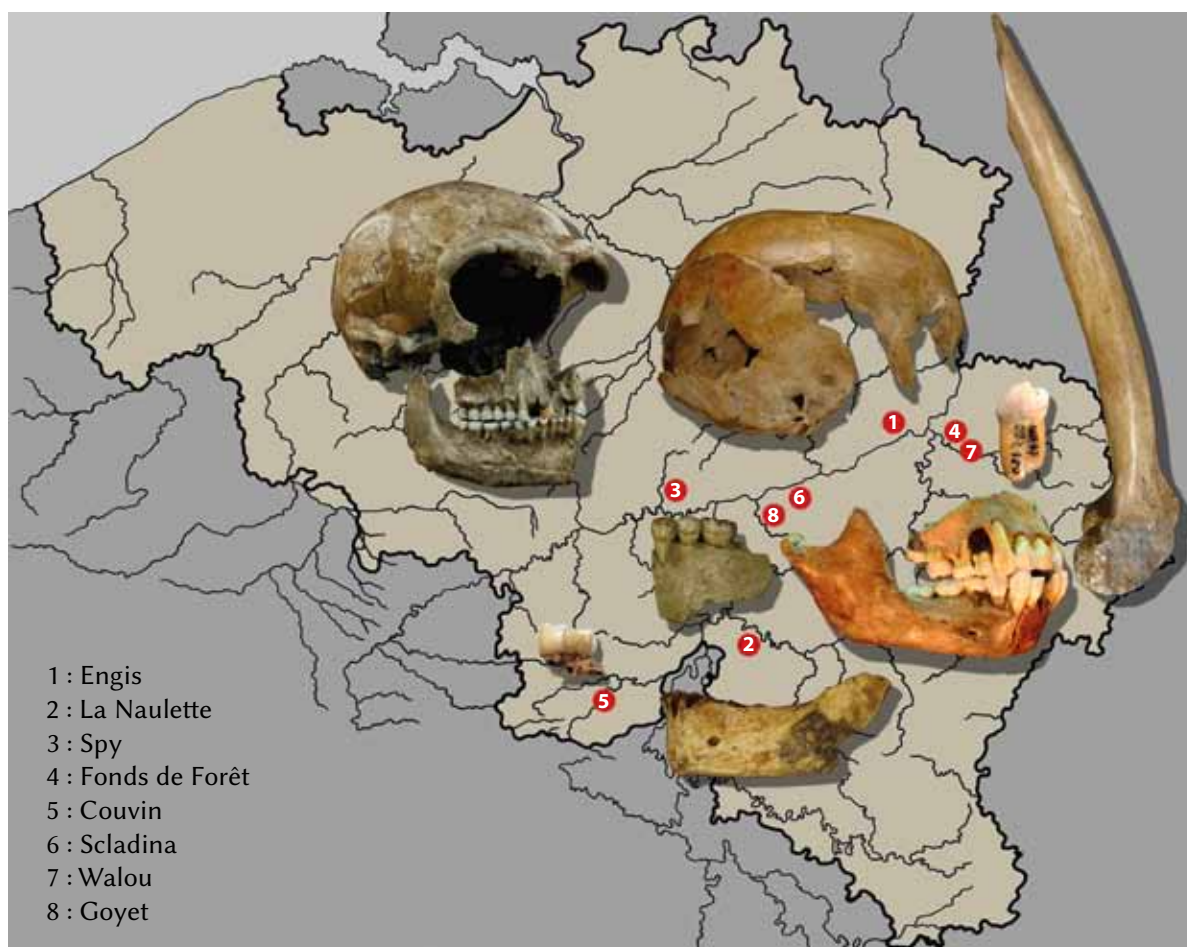 1
4
7
3
6
8
2
5
1 : Engis
2 : La Naulette
3 : Spy
4 : Fonds de Forêt
5 : Couvin
6 : Scladina
7 : Walou
8 : Goyet